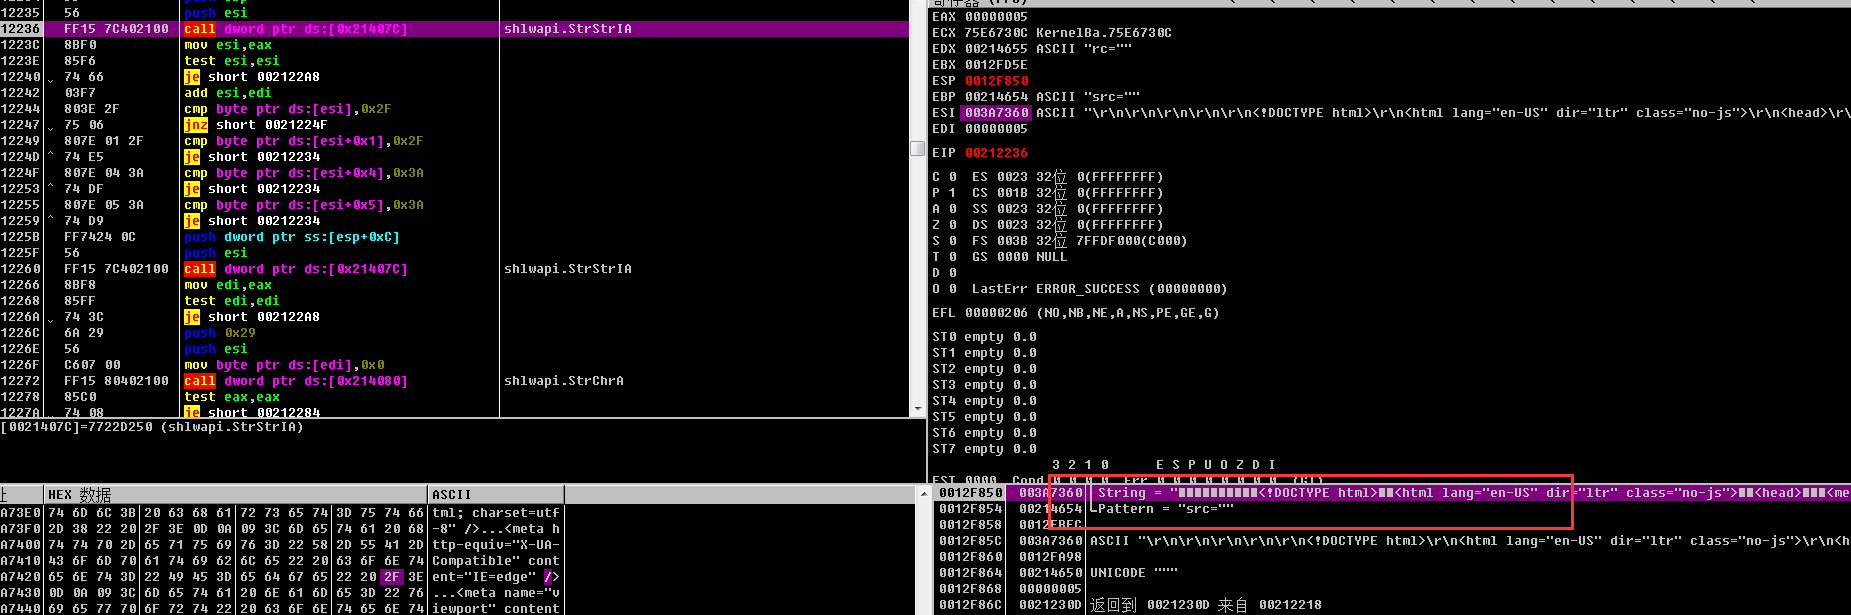 12235 56 push esi
12236 FF15 7C402100 call dword ptr ds:[0x21407C] shlwapi.StrStrIA
1223C 8BF0 mov esi,eax
1223E 85F6 test esi,esi
12240 74 66 je short 002122A8
12242 03F7 add esi,edi
12244 803E 2F cmp byte ptr ds:[esi],0x2F
12247 75 06 jnz short 0021224F
12249 807E 01 2F cmp byte ptr ds:[esi+0x1],0x2F
1224D 74 E5 je short 00212234
1224F 807E 04 3A cmp byte ptr ds:[esi+0x4],0x3A
12253 74 DF je short 00212234
12255 807E 05 3A cmp byte ptr ds:[esi+0x5],0x3A
12259 74 D9 je short 00212234
1225B FF7424 0C push dword ptr ss:[esp+0xC]
1225F 56 push esi
12260 FF15 7C402100 call dword ptr ds:[0x21407C] shlwapi.StrStrIA
12266 8BF8 mov edi,eax
12268 85FF test edi,edi
1226A 74 3C je short 002122A8
1226C 6A 29 push 0x29
1226E 56 push esi
1226F C607 00 mov byte ptr ds:[edi],0x0
12272 FF15 80402100 call dword ptr ds:[0x214080] shlwapi.StrChrA
12278 85C0 test eax,eax
1227A 74 08 je short 00212284
[0021407C]=7722D250 (shlwapi.StrStrIA)
EAX 00000005
ECX 75E6730C KernelBa.75E6730C
EDX 00214655 ASCII "rc=""
EBX 0012FD5E
ESP 0012F850
EBP 00214654 ASCII "src=""
ESI 003A7360 ASCII "\r\n\r\n\r\n\r\n\r\n<!DOCTYPE html>\r\n<html lang="en-US" dir="ltr" class="no-js">\r\n<head>\r\
EDI 00000005
EIP 00212236
C 0 ES 0023 32位 0(FFFFFFFF)
P 1 CS 001B 32位 0(FFFFFFFF)
A 0 SS 0023 32位 0(FFFFFFFF)
Z 0 DS 0023 32位 0(FFFFFFFF)
S 0 FS 003B 32位 7FFDF000(C000)
T 0 GS 0000 NULL
D 0
O 0 LastErr ERROR_SUCCESS (00000000)
EFL 00000206 (NO,NB,NE,A,NS,PE,GE,G)
ST0 empty 0.0
ST1 empty 0.0
ST2 empty 0.0
ST3 empty 0.0
ST4 empty 0.0
ST5 empty 0.0
ST6 empty 0.0
ST7 empty 0.0
3 2 1 0 E S P U O Z D I
址 HEX 数据 ASCII
A73E0 74 6D 6C 3B 20 63 68 61 72 73 65 74 3D 75 74 66 tml; charset=utf
A73F0 2D 38 22 20 2F 3E 0D 0A 09 3C 6D 65 74 61 20 68 -8" />...<meta h
A7400 74 74 70 2D 65 71 75 69 76 3D 22 58 2D 55 41 2D ttp-equiv="X-UA-
A7410 43 6F 6D 70 61 74 69 62 6C 65 22 20 63 6F 6E 74 Compatible" cont
A7420 65 6E 74 3D 22 49 45 3D 65 64 67 65 22 20 2F 3E ent="IE=edge" />
A7430 0D 0A 09 3C 6D 65 74 61 20 6E 61 6D 65 3D 22 76 ...<meta name="v
A7440 69 65 77 70 6F 72 74 22 20 63 6F 6E 74 65 6E 74 iewport" content
0012F850 003A7360 String = "<!DOCTYPE html><html lang="en-US" dir="ltr" class="no-js"><head><me
0012F854 00214654 Pattern = "src=""
0012F858 0012FBEC
0012F85C 003A7360 ASCII "\r\n\r\n\r\n\r\n\r\n<!DOCTYPE html>\r\n<html lang="en-US" dir="ltr" class="no-js">\r\n<h
0012F860 0012FA98
0012F864 00214650 UNICODE """
0012F868 00000005
0012F86C 0021230D 返回到 0021230D 来自 00212218